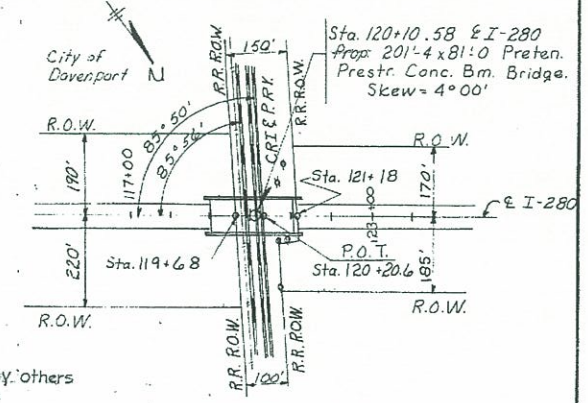 City of
Davenport
N
150'
R.R. R.O.W.
R.R. R.O.W.
Sta. 120+10.58 ℄ I-280
Prop. 201'-4 x 81'-0 Preten.
Prestr. Conc. Bm. Bridge.
Skew = 4°00'
C.R.I & P. RY.
85°50'
85°56'
117+00
R.O.W.
R.O.W.
190'
170'
Sta. 121+18
123+00
℄ I-280
220'
185'
Sta. 119+68
P.O.T.
Sta. 120+20.6
R.O.W.
R.O.W.
R.R. R.O.W.
R.R. R.O.W.
100'
y others